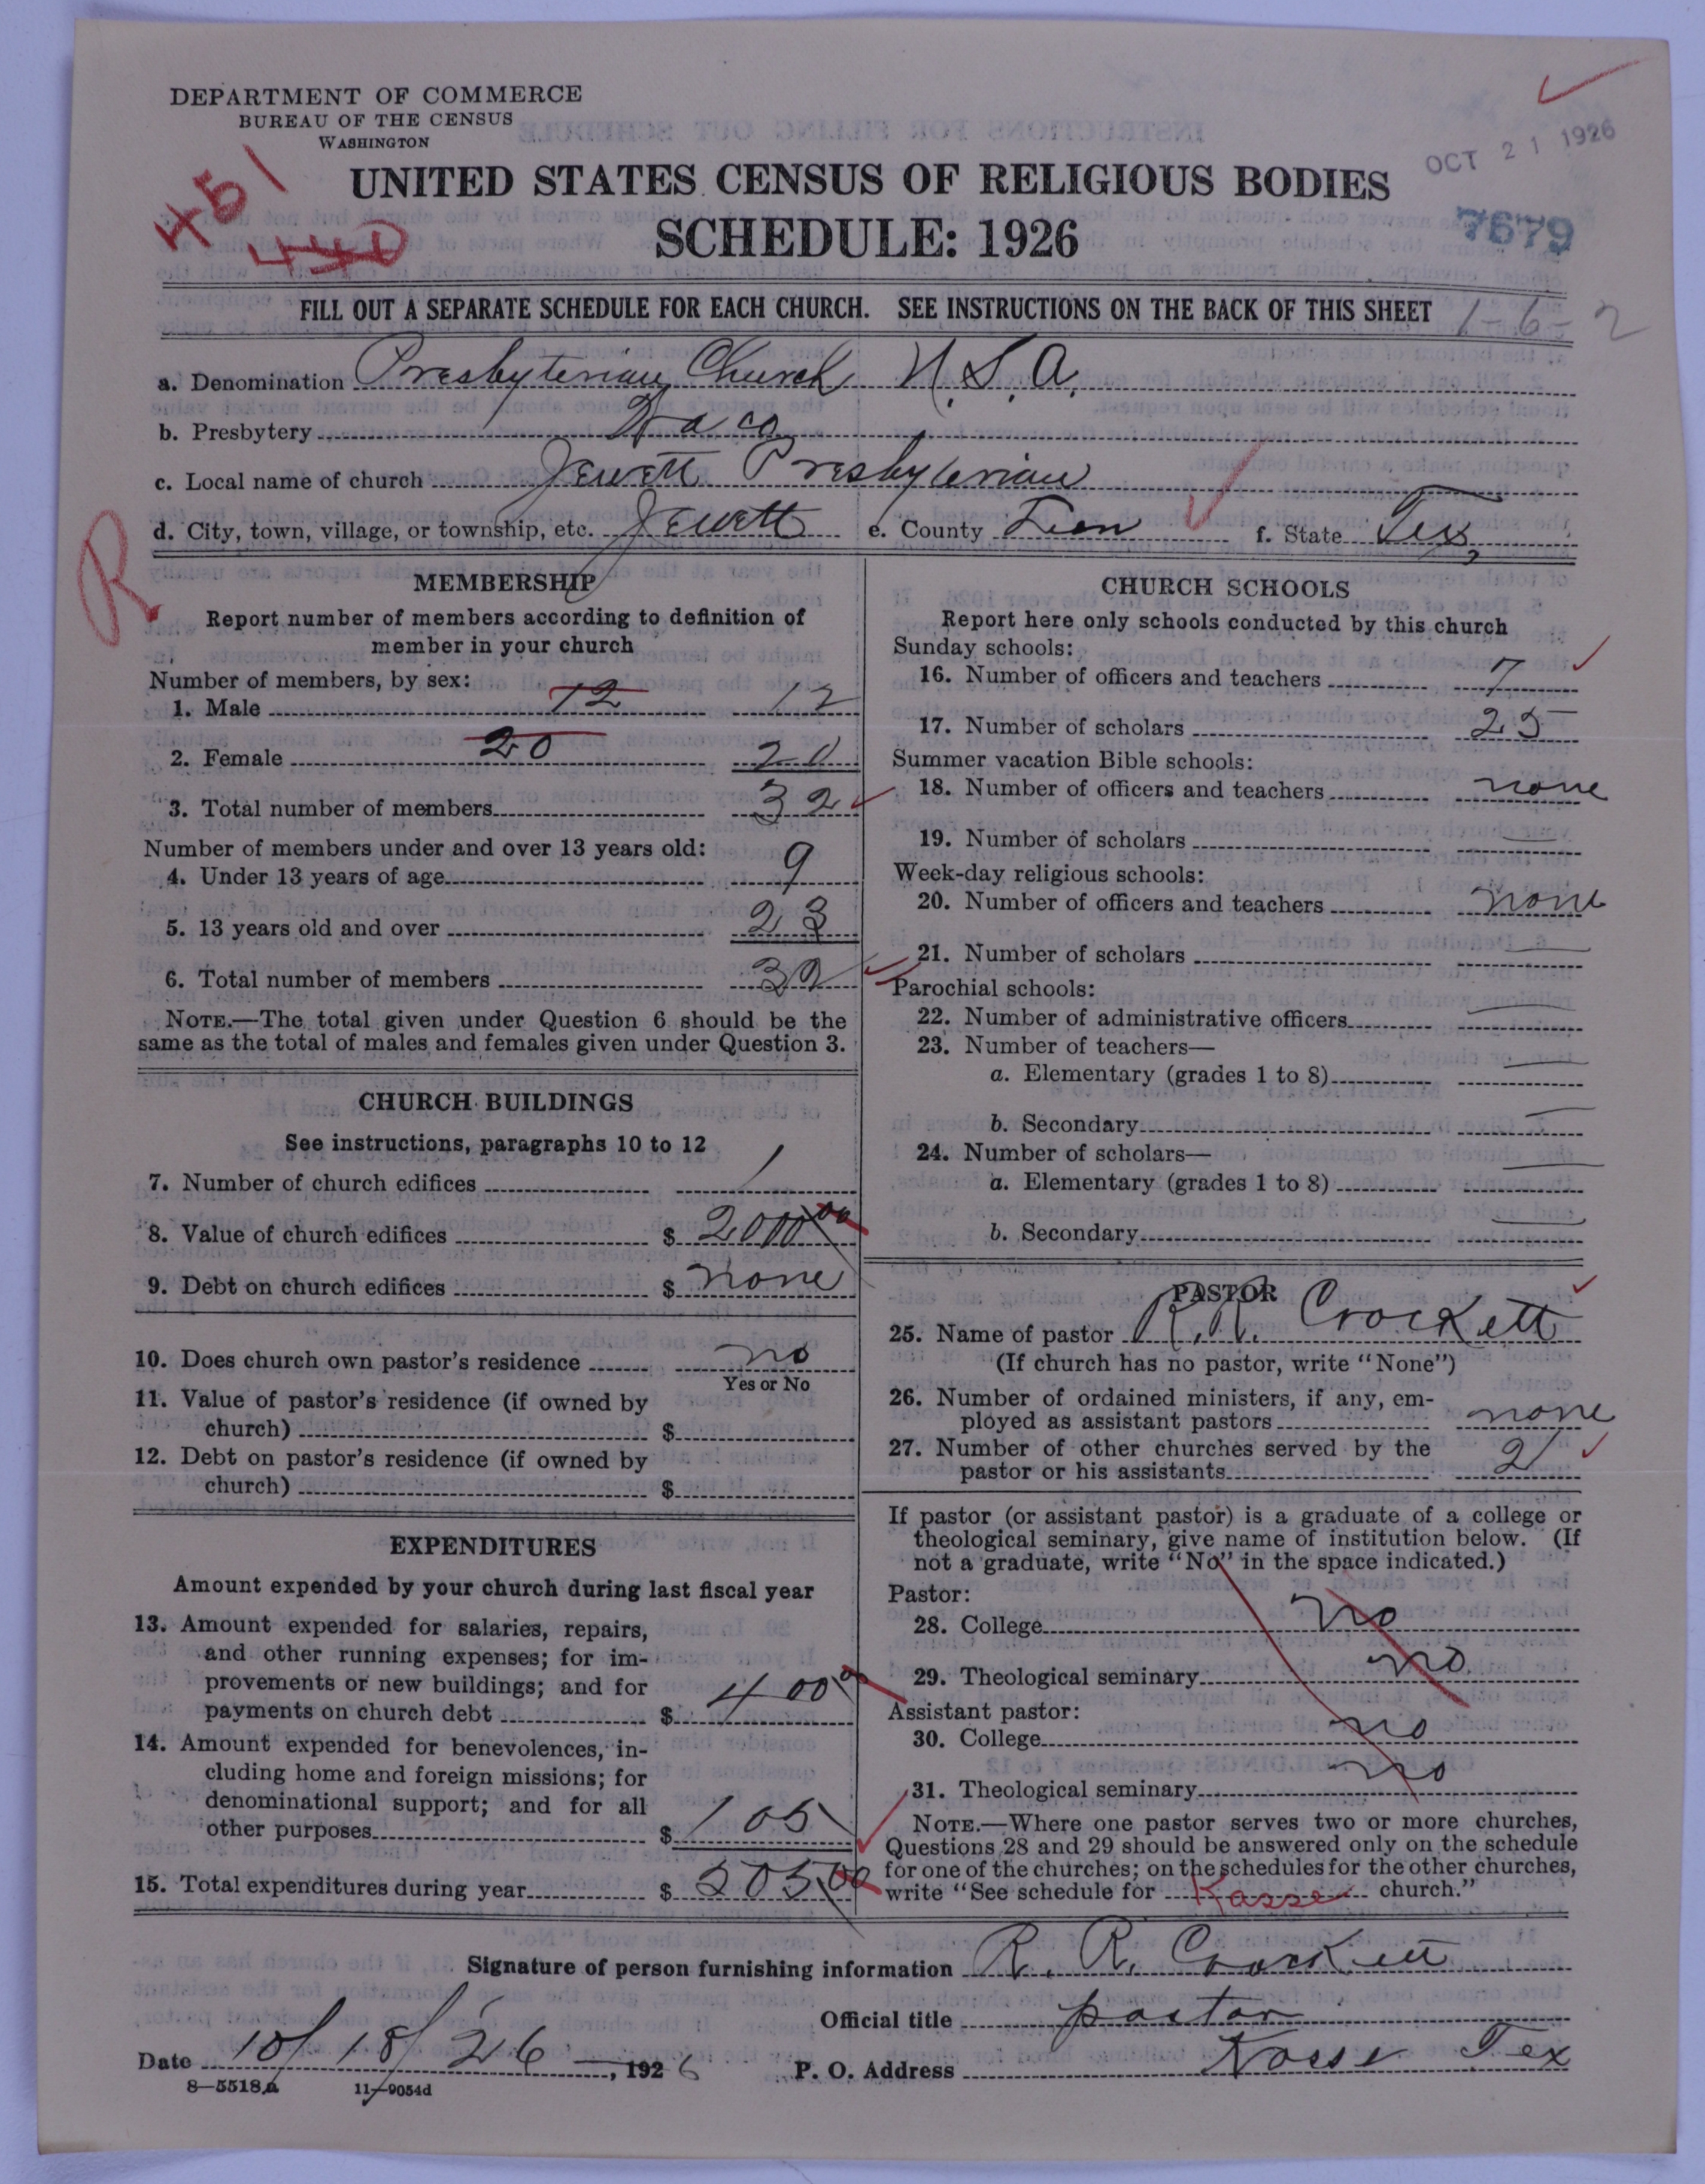 DEPARTMENT OF COMMERCE
BUREAU OF THE CENSUS
WASHINGTON
OCT 21 1926
451
440
UNITED STATES CENSUS OF RELIGIOUS BODIES
SCHEDULE: 1926
7679
FILL OUT A SEPARATE SCHEDULE FOR EACH CHURCH. SEE INSTRUCTIONS ON THE BACK OF THIS SHEET
1-6-2
a. Denomination Presbyterian Church U.S.A.
b. Presbytery Waco
c. Local name of church Jewett Presbyterian
d. City, town, village, or township, etc. Jewett e. County Leon f. State Tex,
R
MEMBERSHIP
Report number of members according to definition of
member in your church
Number of members, by sex:
1. Male 12 12
2. Female 20 20
3. Total number of members 32
Number of members under and over 13 years old:
4. Under 13 years of age 9
5. 13 years old and over 23
6. Total number of members 32
NOTE.—The total given under Question 6 should be the
same as the total of males and females given under Question 3.
CHURCH BUILDINGS
See instructions, paragraphs 10 to 12
7. Number of church edifices 1
8. Value of church edifices $ 2000 00
9. Debt on church edifices $ none
10. Does church own pastor's residence no
Yes or No
11. Value of pastor's residence (if owned by
church) $
12. Debt on pastor's residence (if owned by
church) $
EXPENDITURES
Amount expended by your church during last fiscal year
13. Amount expended for salaries, repairs,
and other running expenses; for im-
provements or new buildings; and for
payments on church debt $ 400
14. Amount expended for benevolences, in-
cluding home and foreign missions; for
denominational support; and for all
other purposes $ 105
15. Total expenditures during year $ 505 00
CHURCH SCHOOLS
Report here only schools conducted by this church
Sunday schools:
16. Number of officers and teachers 7
17. Number of scholars 25
Summer vacation Bible schools:
18. Number of officers and teachers none
19. Number of scholars
Week-day religious schools:
20. Number of officers and teachers none
21. Number of scholars
Parochial schools:
22. Number of administrative officers
23. Number of teachers—
a. Elementary (grades 1 to 8)
b. Secondary
24. Number of scholars—
a. Elementary (grades 1 to 8)
b. Secondary
PASTOR
25. Name of pastor R. R. Crockett
(If church has no pastor, write "None")
26. Number of ordained ministers, if any, em-
ployed as assistant pastors none
27. Number of other churches served by the
pastor or his assistants 2
If pastor (or assistant pastor) is a graduate of a college or
theological seminary, give name of institution below. (If
not a graduate, write "No" in the space indicated.)
Pastor:
28. College no
29. Theological seminary no
Assistant pastor:
30. College no
31. Theological seminary no
NOTE.—Where one pastor serves two or more churches,
Questions 28 and 29 should be answered only on the schedule
for one of the churches; on the schedules for the other churches,
write "See schedule for Kasse church."
Signature of person furnishing information R. R. Crockett
Official title pastor
Date 10/18/26, 1926 P. O. Address Kosse Tex
8—5518a 11—9054d